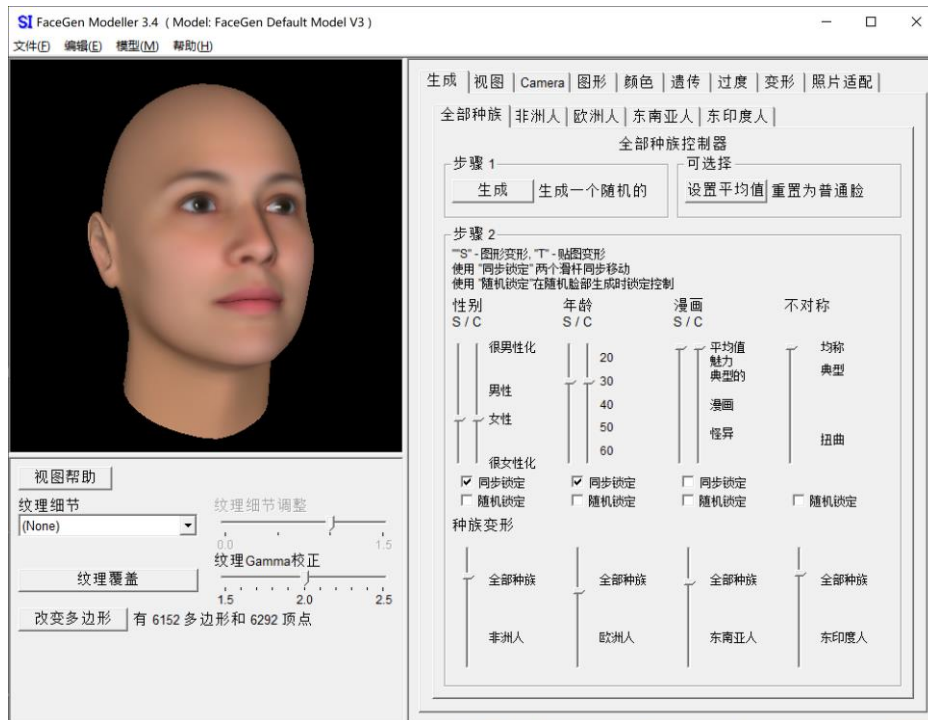 SI FaceGen Modeller 3.4 ( Model: FaceGen Default Model V3 )
文件(F) 编辑(E) 模型(M) 帮助(H)
生成 视图 Camera 图形 颜色 遗传 过度 变形 照片适配
全部种族 非洲人 欧洲人 东南亚人 东印度人
全部种族控制器
步骤 1
生成 生成一个随机的
可选择
设置平均值 重置为普通脸
步骤 2
""S" - 图形变形, "T" - 贴图变形
使用 "同步锁定" 两个滑杆同步移动
使用 "随机锁定"在随机脸部生成时锁定控制
性别 年龄 漫画 不对称
S / C S / C S / C
很男性化
男性
女性
很女性化
20
30
40
50
60
平均值
魅力
典型的
漫画
怪异
均称
典型
扭曲
同步锁定 同步锁定 同步锁定
随机锁定 随机锁定 随机锁定 随机锁定
种族变形
全部种族 全部种族 全部种族 全部种族
非洲人 欧洲人 东南亚人 东印度人
视图帮助
纹理细节
(None)
纹理细节调整
0.0 1.5
纹理覆盖
纹理Gamma校正
1.5 2.0 2.5
改变多边形 有 6152 多边形和 6292 顶点